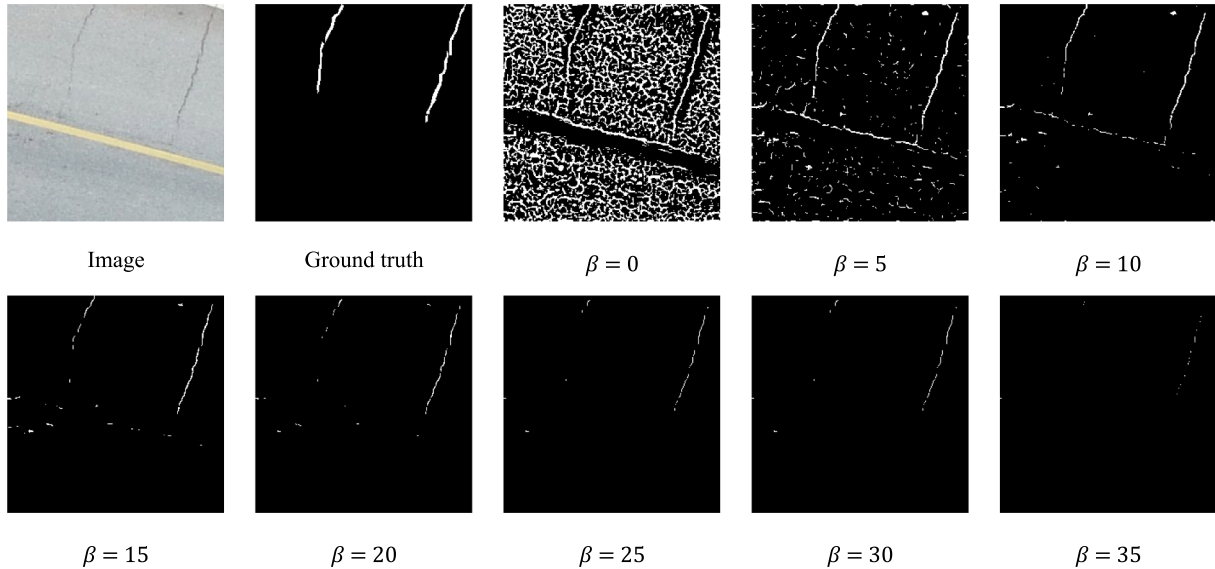 Image
Ground truth
β = 0
β = 5
β = 10
β = 15
β = 20
β = 25
β = 30
β = 35